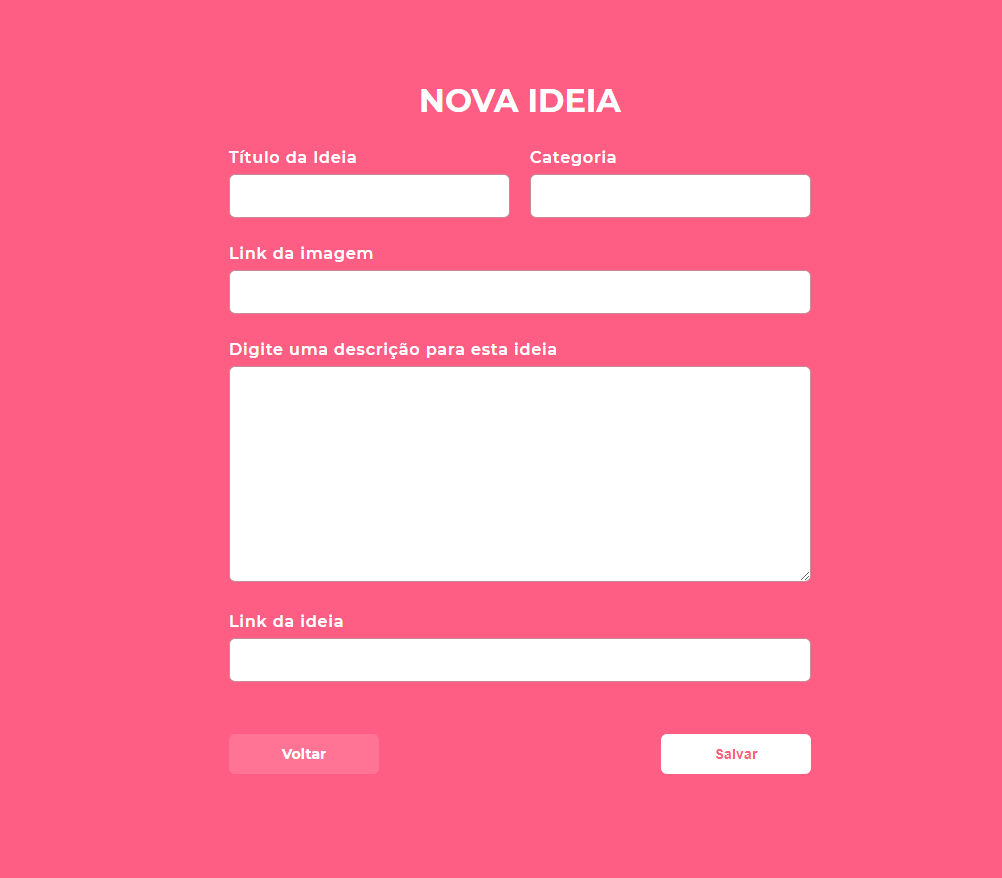 NOVA IDEIA
Título da Ideia
Categoria
Link da imagem
Digite uma descrição para esta ideia
Link da ideia
Voltar
Salvar